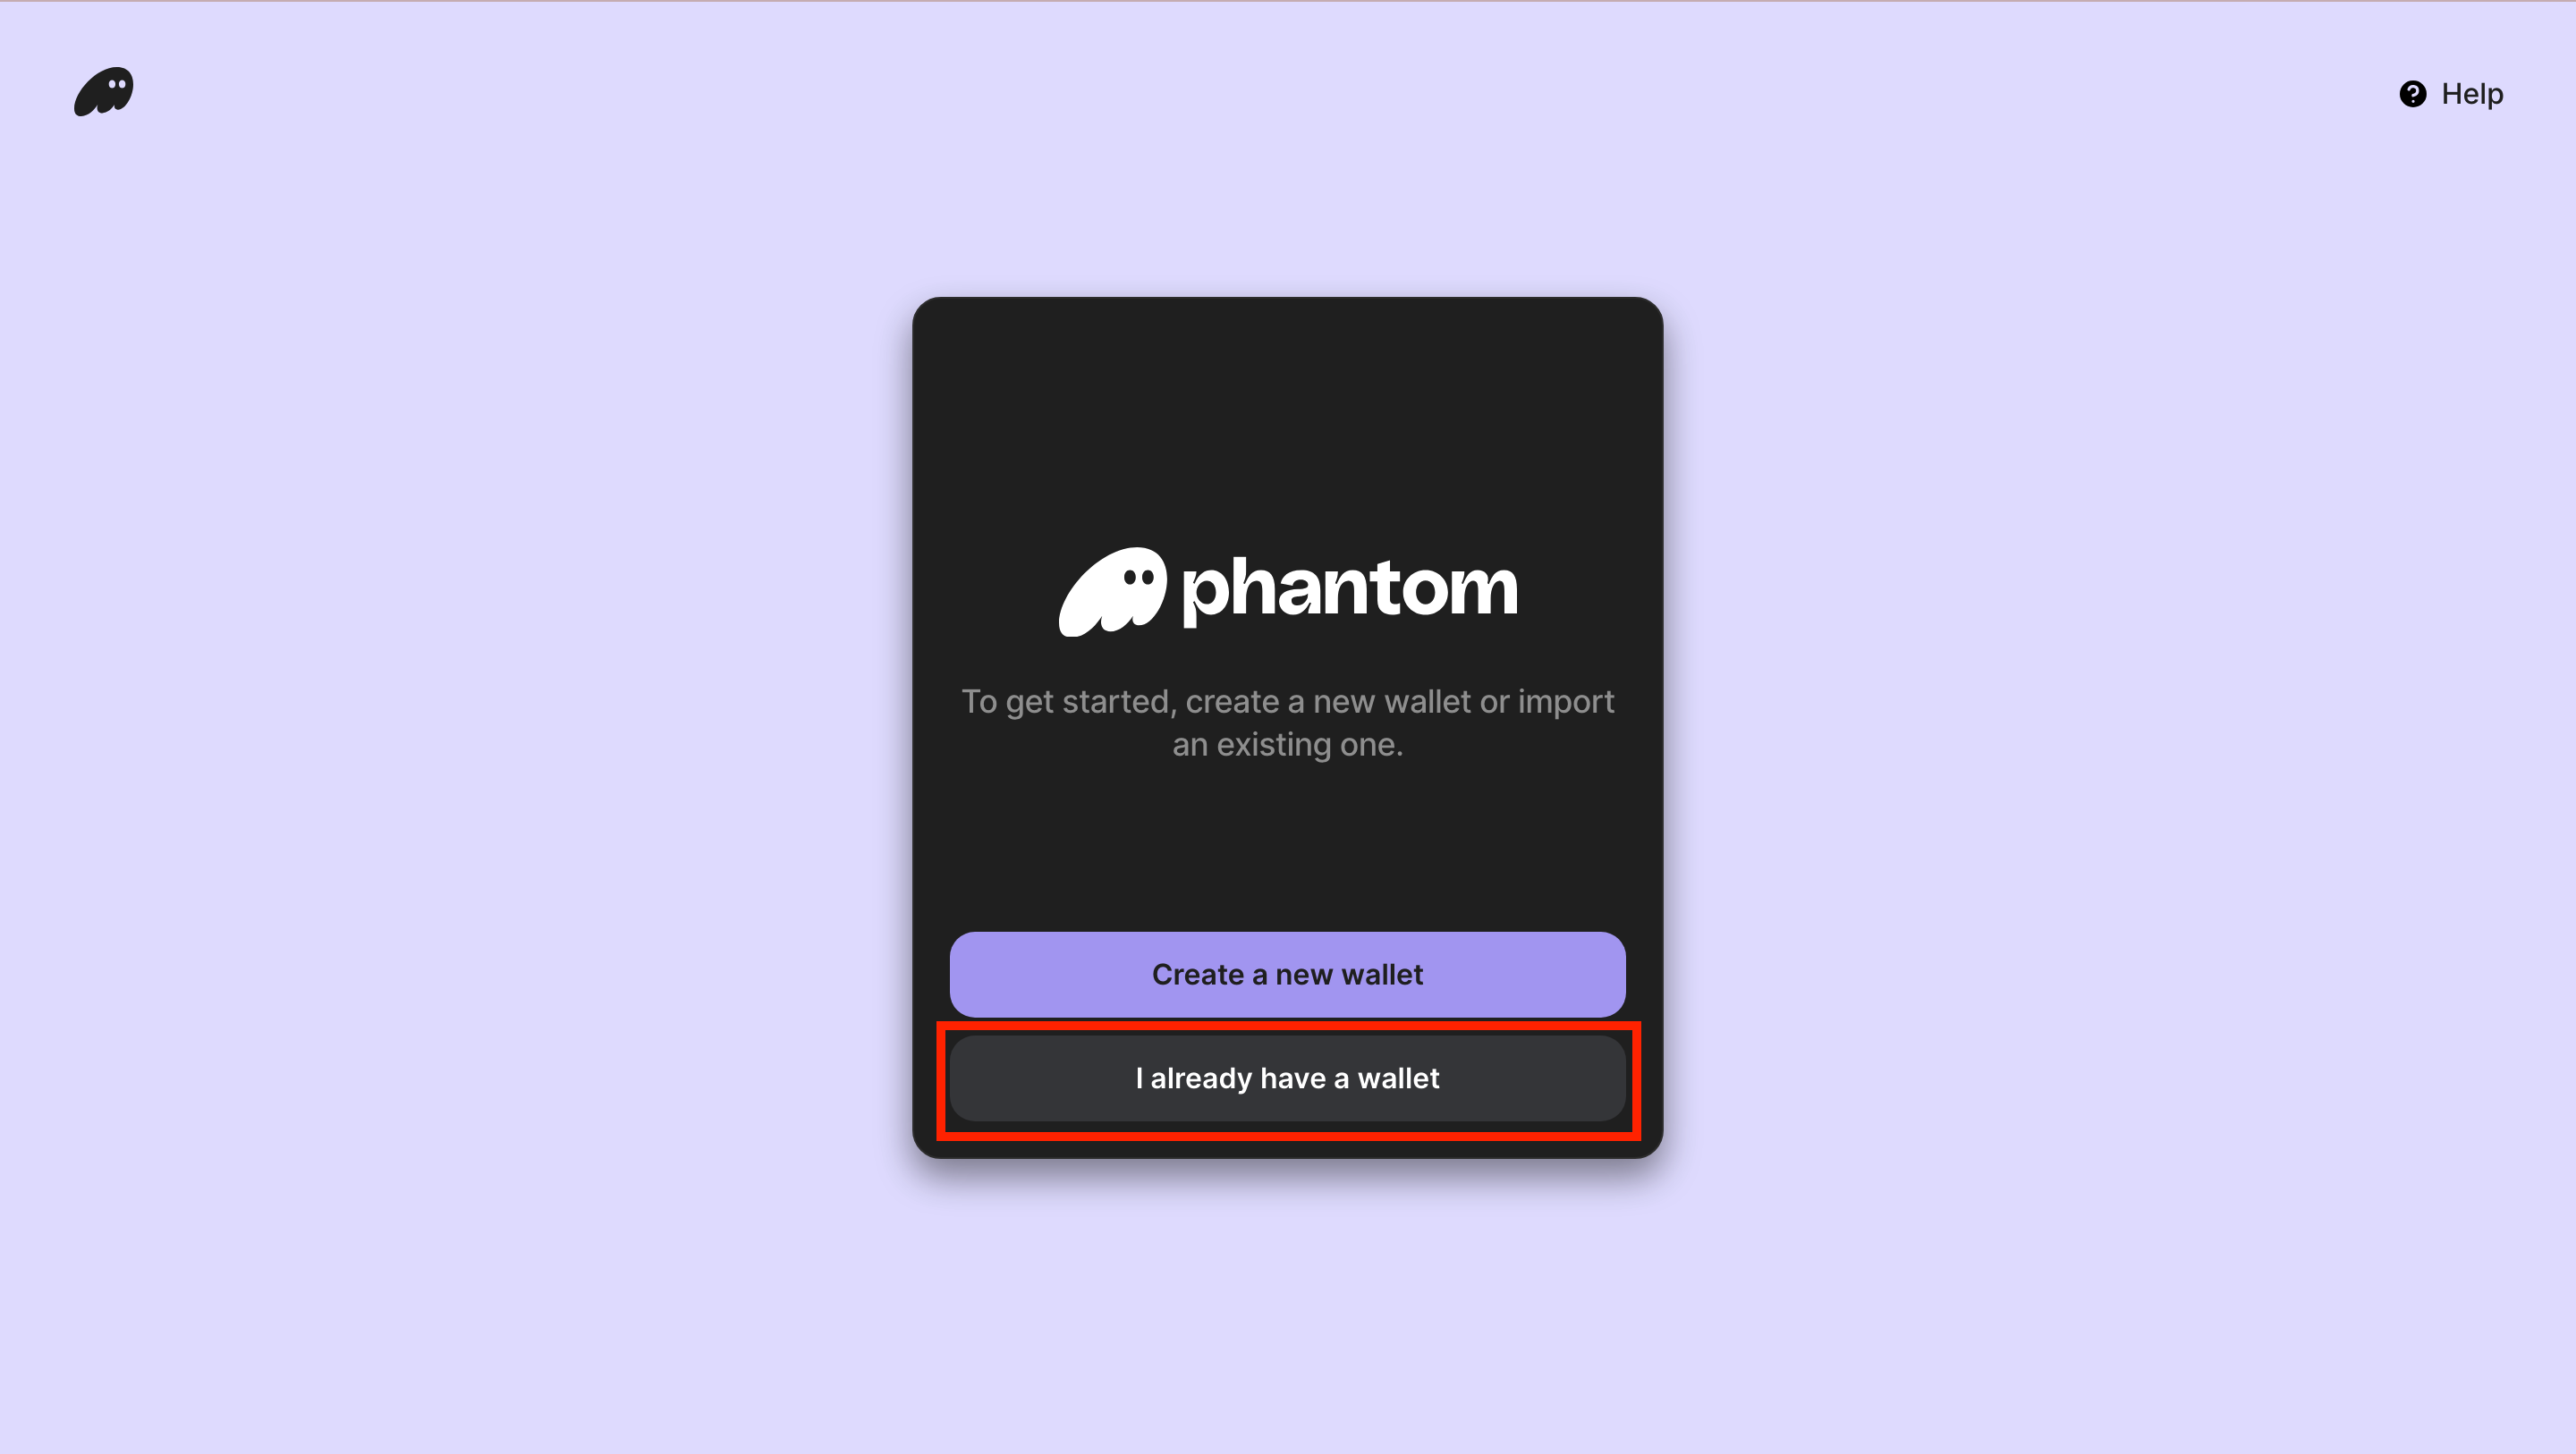 Help
phantom
To get started, create a new wallet or import
an existing one.
Create a new wallet
I already have a wallet